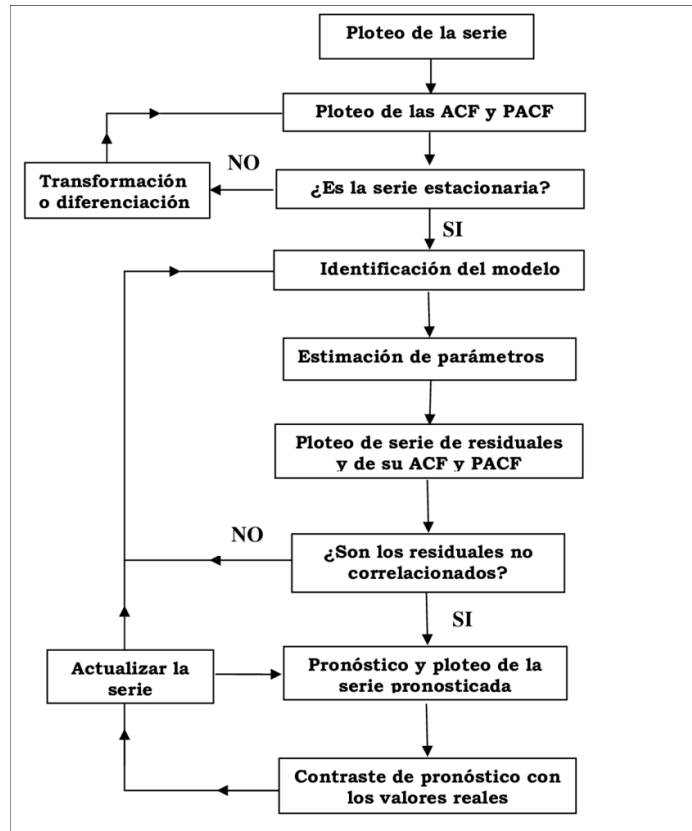 Ploteo de la serie
Ploteo de las ACF y PACF
NO
Transformación
o diferenciación
¿Es la serie estacionaria?
SI
Identificación del modelo
Estimación de parámetros
Ploteo de serie de residuales
y de su ACF y PACF
NO
¿Son los residuales no
correlacionados?
SI
Actualizar la
serie
Pronóstico y ploteo de la
serie pronosticada
Contraste de pronóstico con
los valores reales